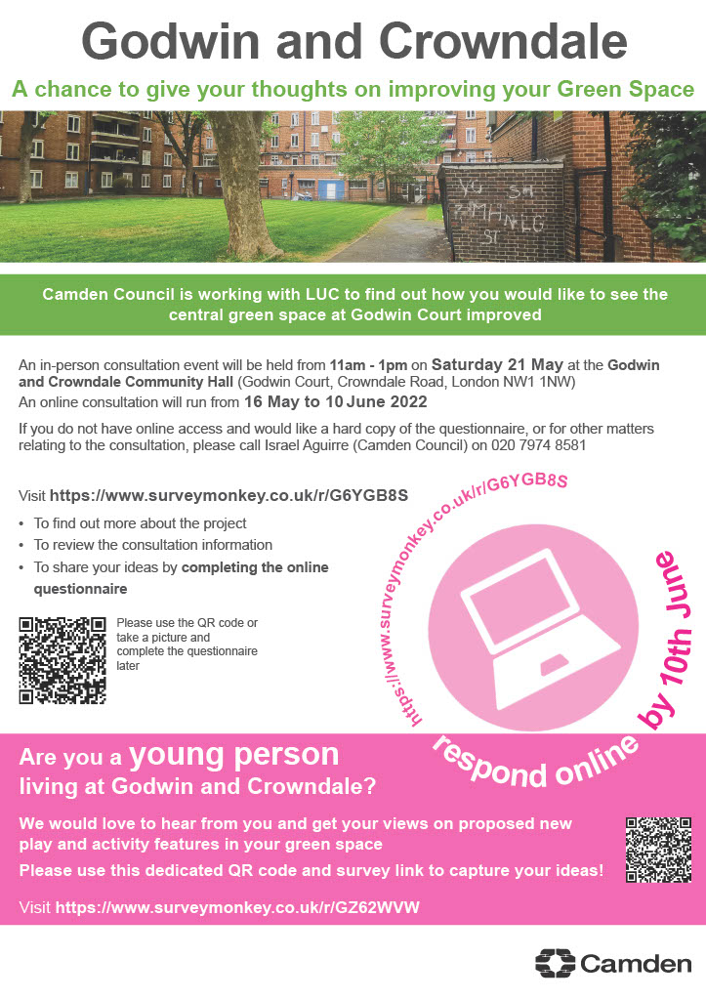 Godwin and Crowndale
A chance to give your thoughts on improving your Green Space
Camden Council is working with LUC to find out how you would like to see the
central green space at Godwin Court improved
An in-person consultation event will be held from 11am - 1pm on Saturday 21 May at the Godwin
and Crowndale Community Hall (Godwin Court, Crowndale Road, London NW1 1NW)
An online consultation will run from 16 May to 10 June 2022
If you do not have online access and would like a hard copy of the questionnaire, or for other matters
relating to the consultation, please call Israel Aguirre (Camden Council) on 020 7974 8581
Visit https://www.surveymonkey.co.uk/r/G6YGB8S
• To find out more about the project
• To review the consultation information
• To share your ideas by completing the online
questionnaire
Please use the QR code or
take a picture and
complete the questionnaire
later
https://www.surveymonkey.co.uk/r/G6YGB8S
respond online by 10th June
Are you a young person
living at Godwin and Crowndale?
We would love to hear from you and get your views on proposed new
play and activity features in your green space
Please use this dedicated QR code and survey link to capture your ideas!
Visit https://www.surveymonkey.co.uk/r/GZ62WVW
Camden